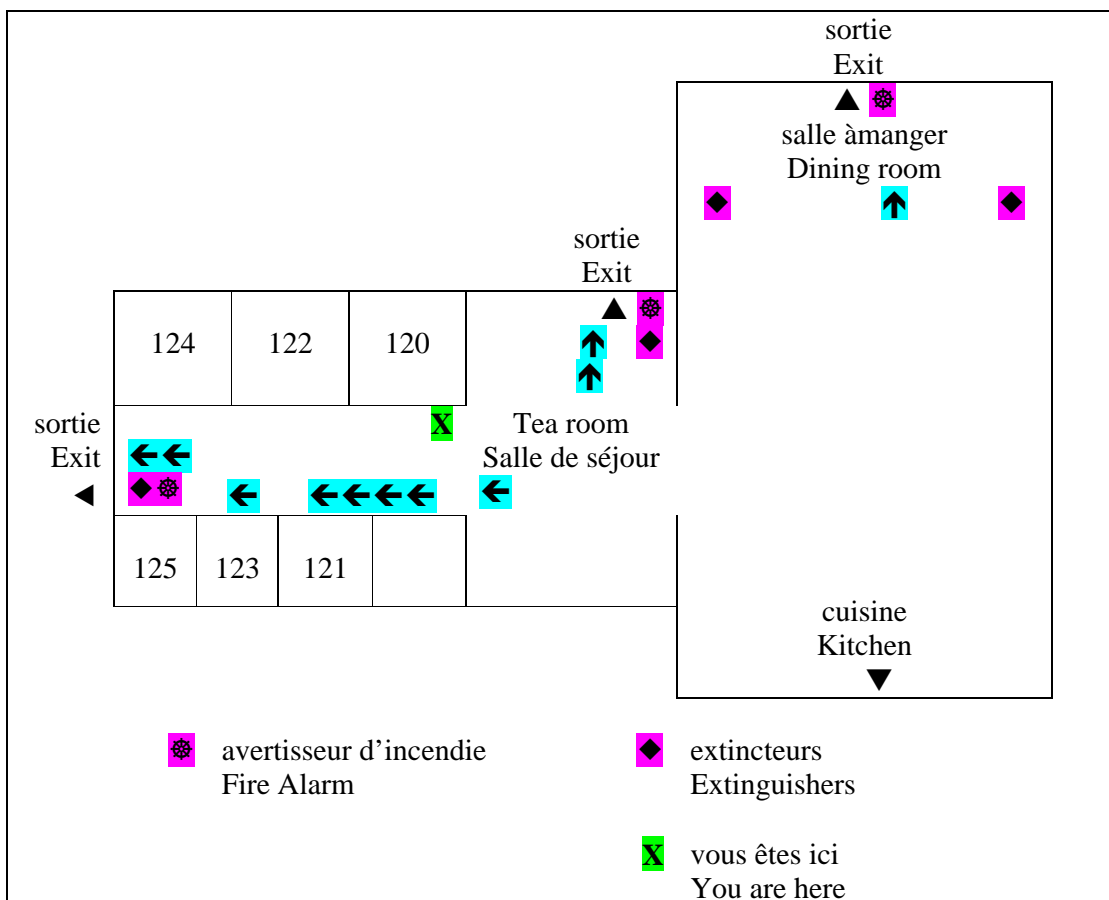 sortie
Exit
salle àmanger
Dining room
sortie
Exit
124
122
120
sortie
Exit
X
Tea room
Salle de séjour
125
123
121
cuisine
Kitchen
avertisseur d’incendie
Fire Alarm
extincteurs
Extinguishers
X
vous êtes ici
You are here